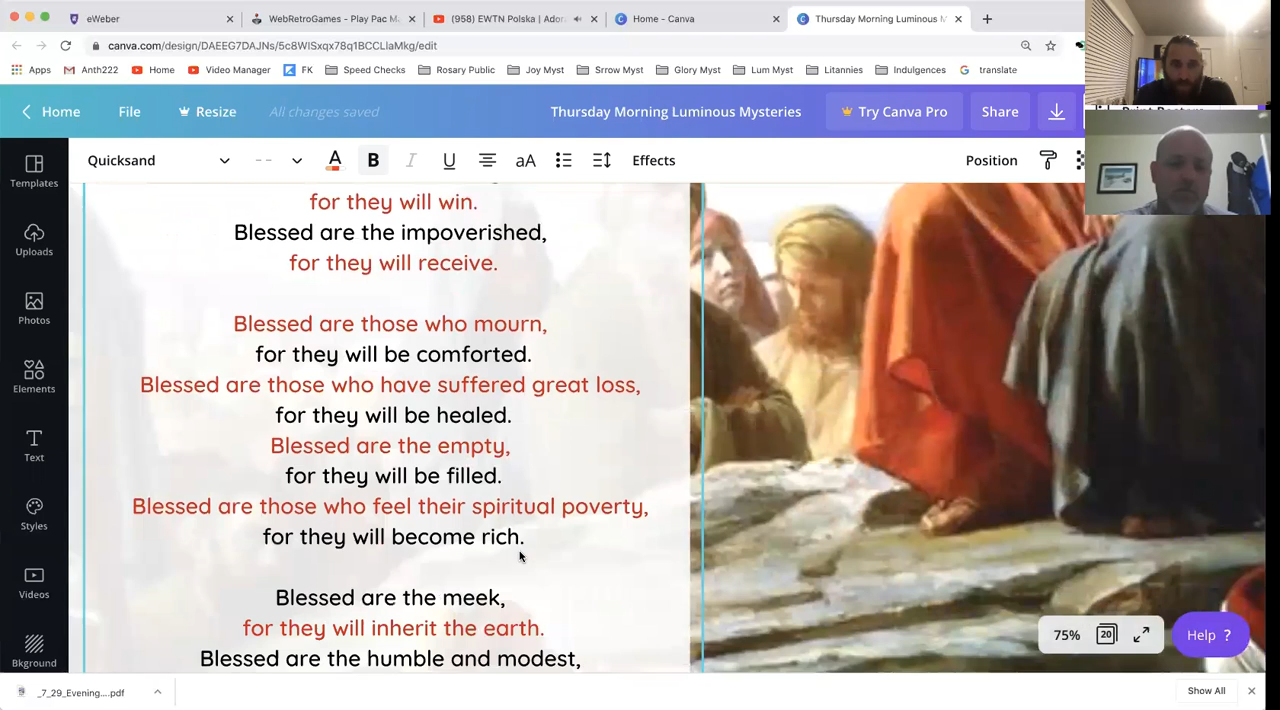 eWeber
WebRetroGames - Play Pac M
(958) EWTN Polska | Ador
Home - Canva
Thursday Morning Luminous M
canva.com/design/DAEEG7DAJNs/5c8WlSxqx78q1BCCLlaMkg/edit
Apps
Anth222
Home
Video Manager
FK
Speed Checks
Rosary Public
Joy Myst
Srrow Myst
Glory Myst
Lum Myst
Litannies
Indulgences
translate
Home
File
Resize
All changes saved
Thursday Morning Luminous Mysteries
Try Canva Pro
Share
Quicksand
A
B
I
U
aA
Effects
Position
Templates
Uploads
Photos
Elements
Text
Styles
Videos
Bkground
for they will win.
Blessed are the impoverished,
for they will receive.
Blessed are those who mourn,
for they will be comforted.
Blessed are those who have suffered great loss,
for they will be healed.
Blessed are the empty,
for they will be filled.
Blessed are those who feel their spiritual poverty,
for they will become rich.
Blessed are the meek,
for they will inherit the earth.
Blessed are the humble and modest,
75%
20
Help ?
_7_29_Evening....pdf
Show All